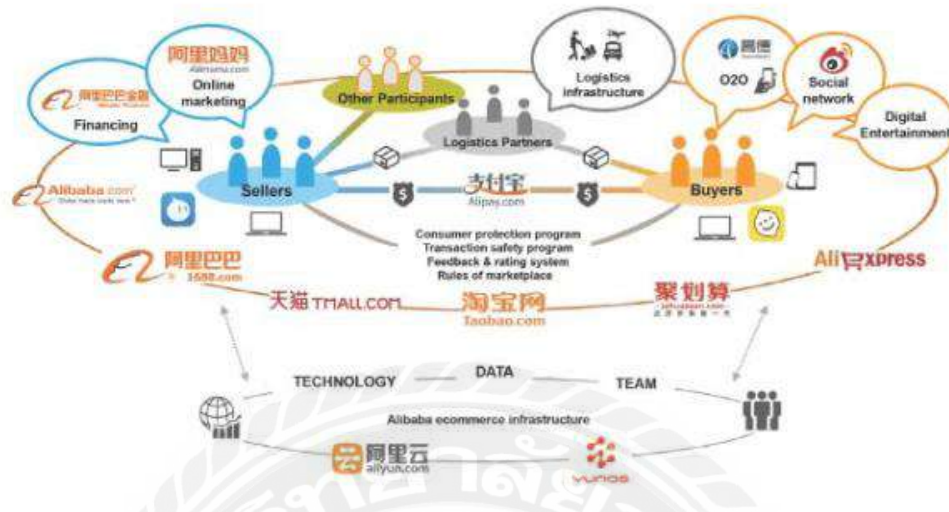 阿里妈妈
Alimama.com
Online
marketing
阿里巴巴金融
Financing
Other Participants
Logistics
infrastructure
高德
O2O
Social
network
Digital
Entertainment
Logistics Partners
Sellers
支付宝
Alipay.com
Buyers
Alibaba.com
Consumer protection program
Transaction safety program
Feedback & rating system
Rules of marketplace
阿里巴巴
1688.com
AliExpress
天猫 TMALL.COM
淘宝网
Taobao.com
聚划算
TECHNOLOGY
DATA
TEAM
Alibaba ecommerce infrastructure
阿里云
aliyun.com
YUNOS